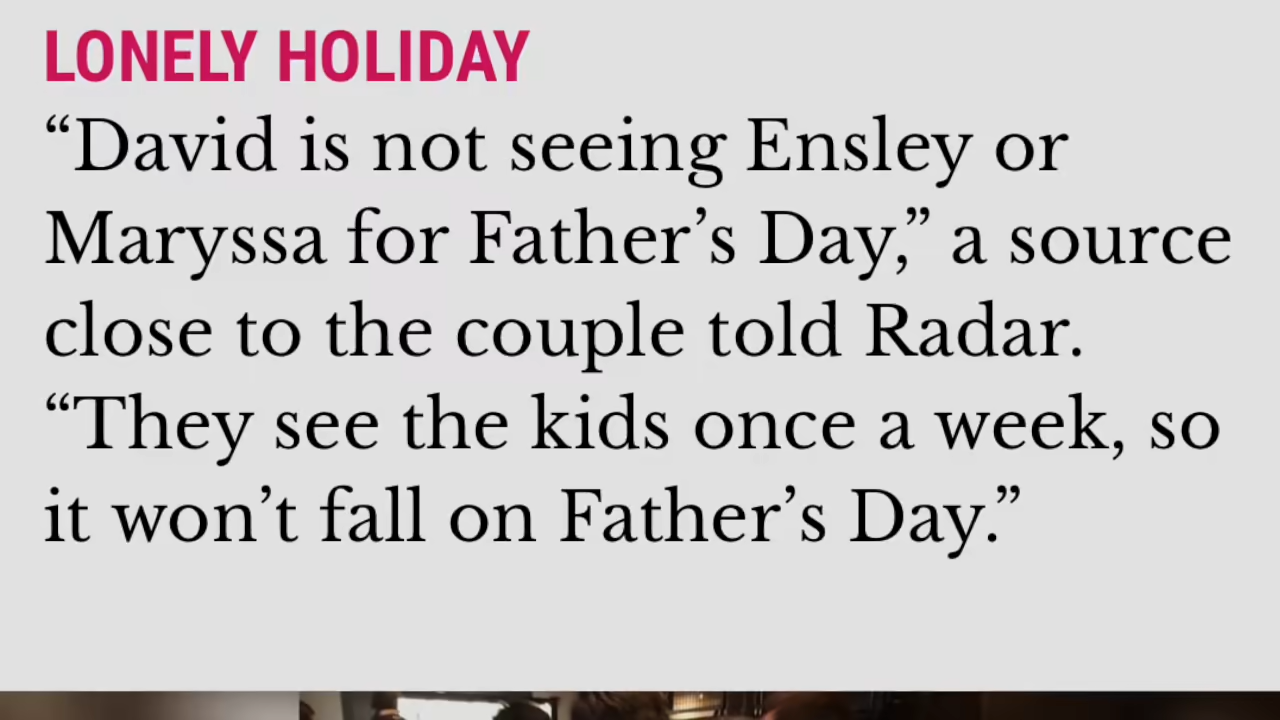 LONELY HOLIDAY
“David is not seeing Ensley or
Maryssa for Father’s Day,” a source
close to the couple told Radar.
“They see the kids once a week, so
it won’t fall on Father’s Day.”